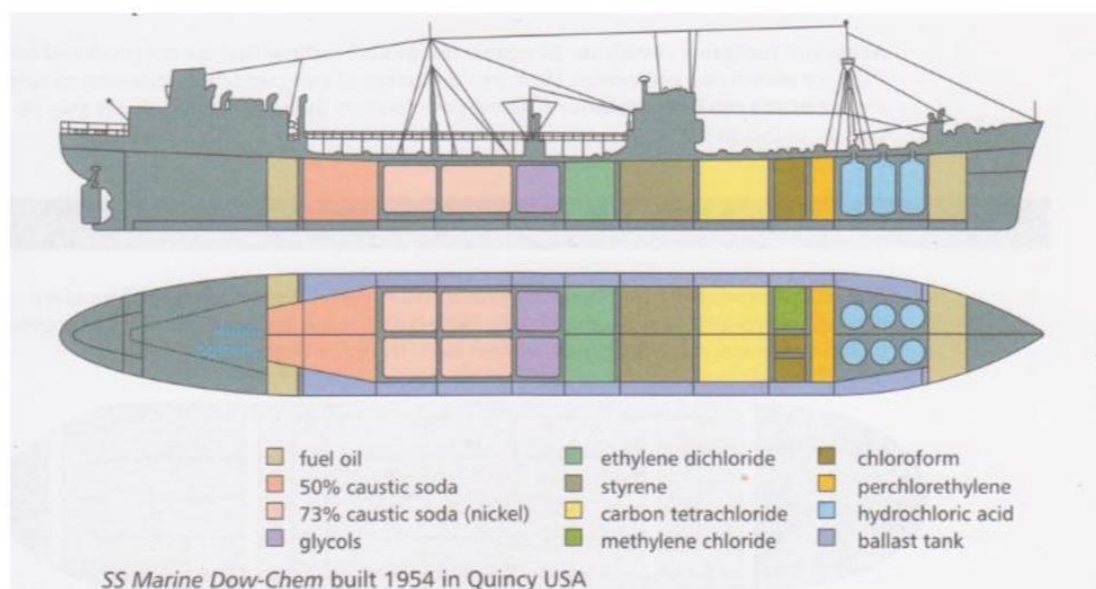 fuel oil
50% caustic soda
73% caustic soda (nickel)
glycols
ethylene dichloride
styrene
carbon tetrachloride
methylene chloride
chloroform
perchlorethylene
hydrochloric acid
ballast tank
SS Marine Dow-Chem built 1954 in Quincy USA